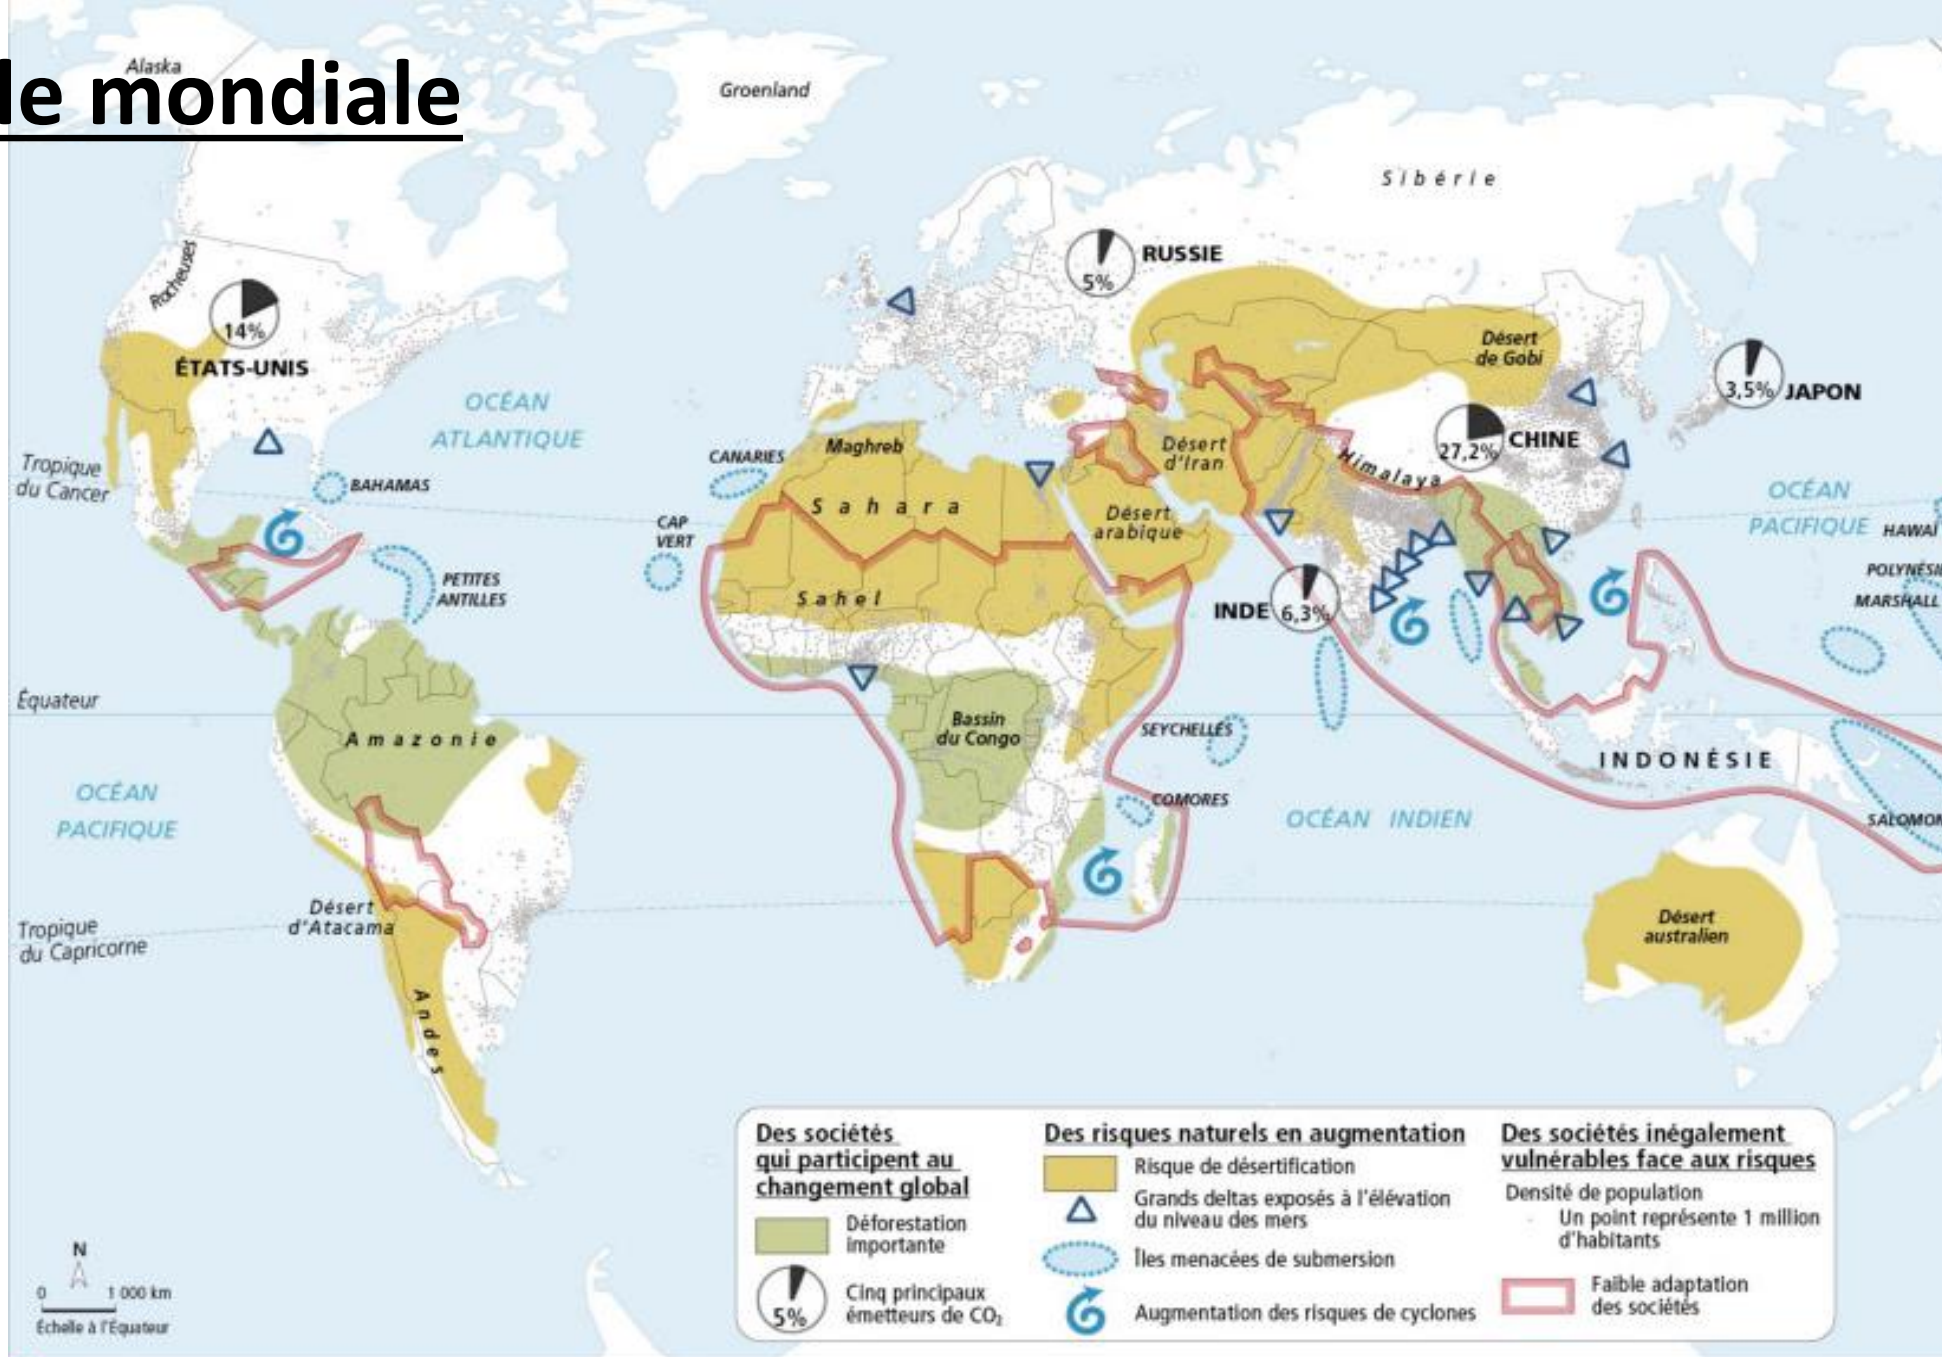 de mondiale
Alaska
Groenland
Sibérie
Rocheuses
14%
ÉTATS-UNIS
5%
RUSSIE
Désert
de Gobi
3,5%
JAPON
27,2%
CHINE
OCÉAN
ATLANTIQUE
Maghreb
Désert
d'Iran
Himalaya
CANARIES
Tropique
du Cancer
BAHAMAS
Sahara
Désert
arabique
OCÉAN
PACIFIQUE
HAWAI
CAP
VERT
POLYNÉSIE
MARSHALL
PETITES
ANTILLES
Sahel
INDE
6,3%
Équateur
Amazonie
Bassin
du Congo
SEYCHELLES
INDONÉSIE
OCÉAN
PACIFIQUE
COMORES
OCÉAN INDIEN
SALOMON
Désert
d'Atacama
Tropique
du Capricorne
Désert
australien
Andes
Des sociétés
qui participent au
changement global
Déforestation
importante
5%
Cinq principaux
émetteurs de CO₂
Des risques naturels en augmentation
Risque de désertification
Grands deltas exposés à l'élévation
du niveau des mers
Îles menacées de submersion
Augmentation des risques de cyclones
Des sociétés inégalement
vulnérables face aux risques
Densité de population
Un point représente 1 million
d'habitants
Faible adaptation
des sociétés
N
0 1 000 km
Échelle à l'Équateur